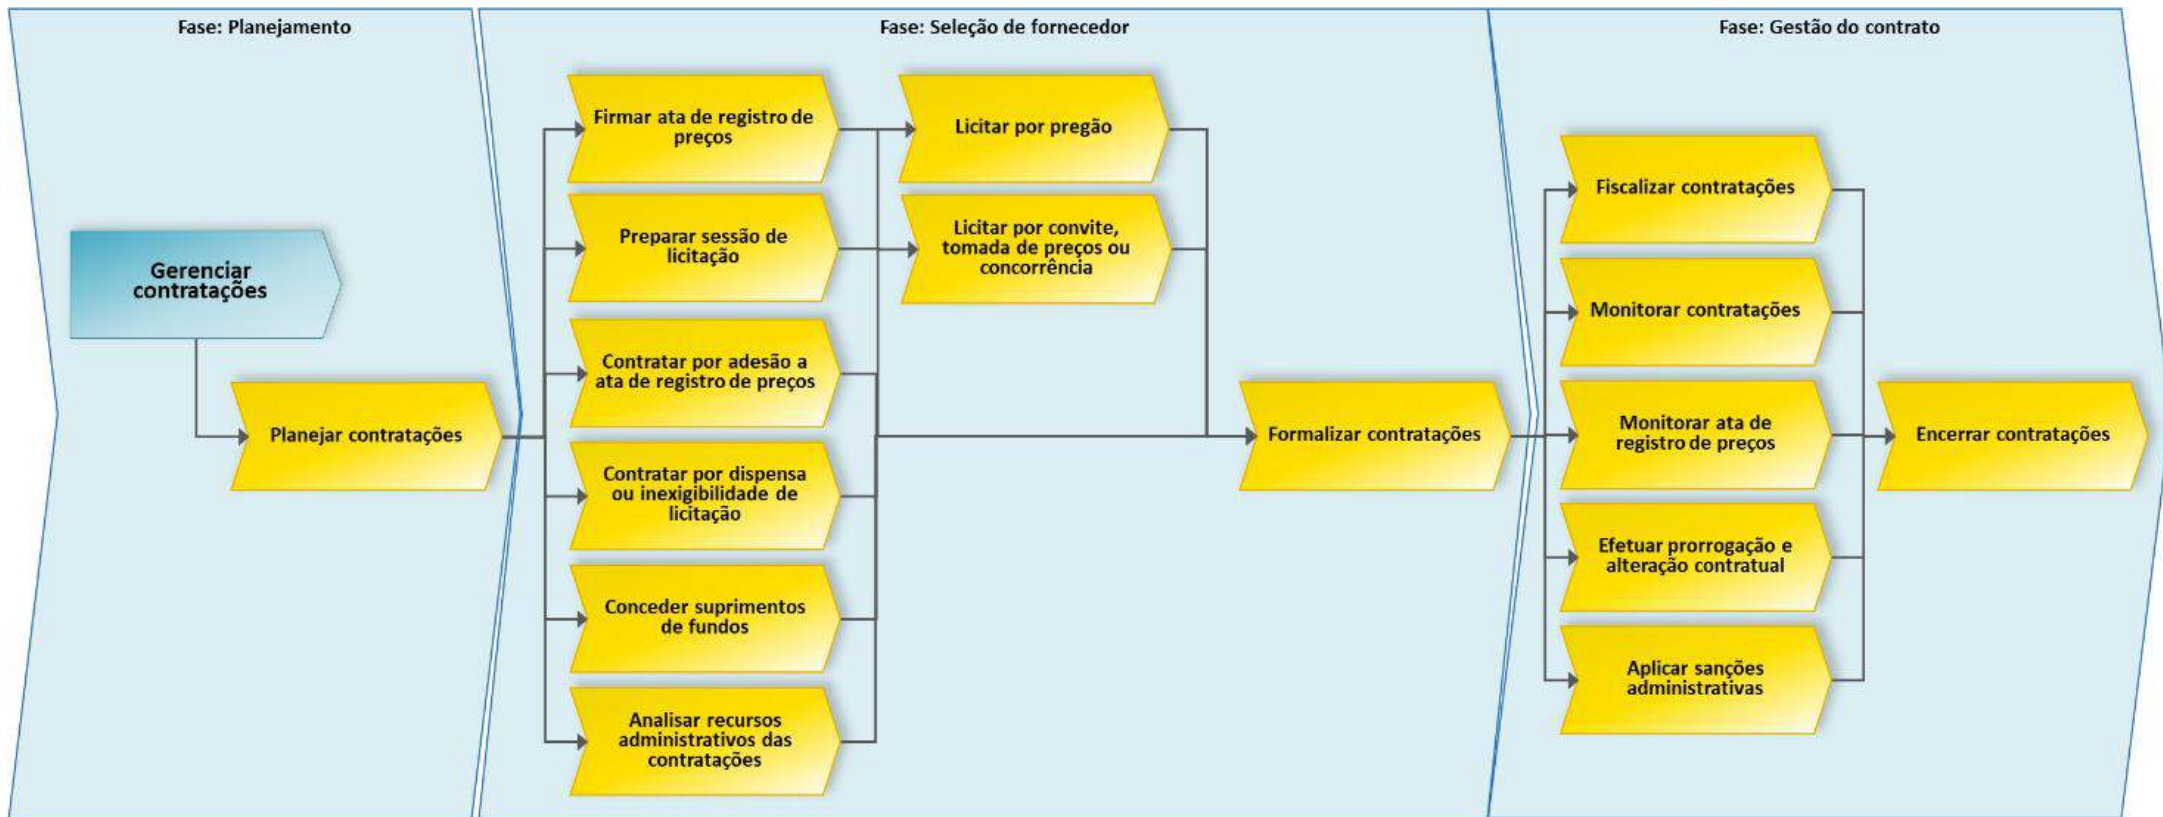 Fase: Planejamento
Gerenciar
contratações
Planejar contratações
Fase: Seleção de fornecedor
Firmar ata de registro de
preços
Preparar sessão de
licitação
Contratar por adesão a
ata de registro de preços
Contratar por dispensa
ou inexigibilidade de
licitação
Conceder suprimentos
de fundos
Analisar recursos
administrativos das
contratações
Licitar por pregão
Licitar por convite,
tomada de preços ou
concorrência
Formalizar contratações
Fase: Gestão do contrato
Fiscalizar contratações
Monitorar contratações
Monitorar ata de
registro de preços
Efetuar prorrogação e
alteração contratual
Aplicar sanções
administrativas
Encerrar contratações